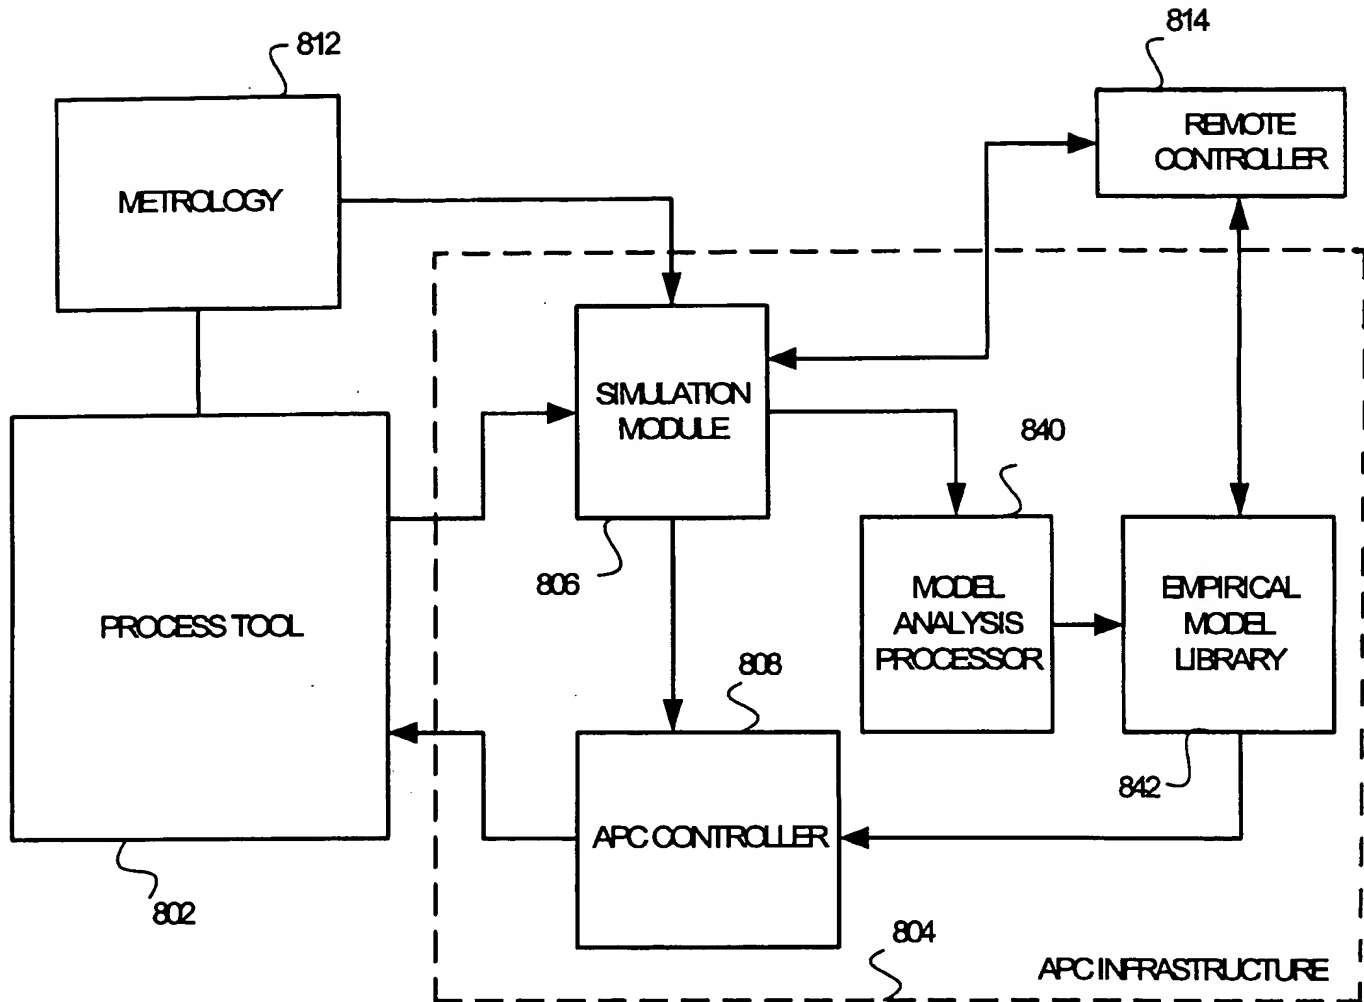 812
814
METROLOGY
REMOTE
CONTROLLER
SIMULATION
MODULE
840
806
PROCESS TOOL
MODEL
ANALYSIS
PROCESSOR
EMPIRICAL
MODEL
LIBRARY
808
842
APC CONTROLLER
802
804
APC INFRASTRUCTURE